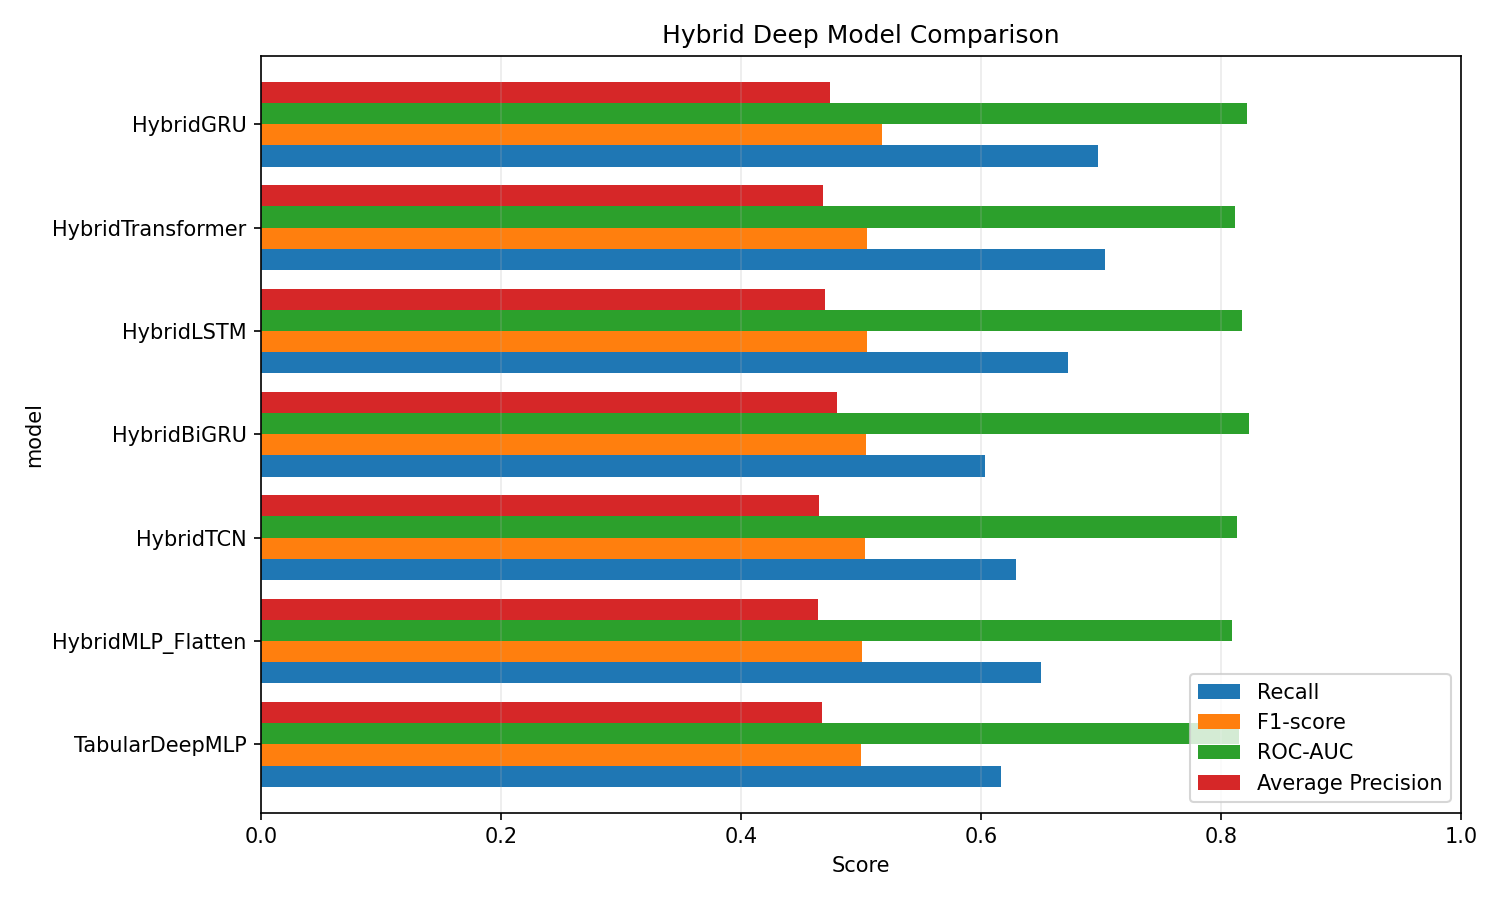 Hybrid Deep Model Comparison
HybridGRU
HybridTransformer
HybridLSTM
HybridBiGRU
HybridTCN
HybridMLP_Flatten
TabularDeepMLP
model
Recall
F1-score
ROC-AUC
Average Precision
0.0 0.2 0.4 0.6 0.8 1.0
Score